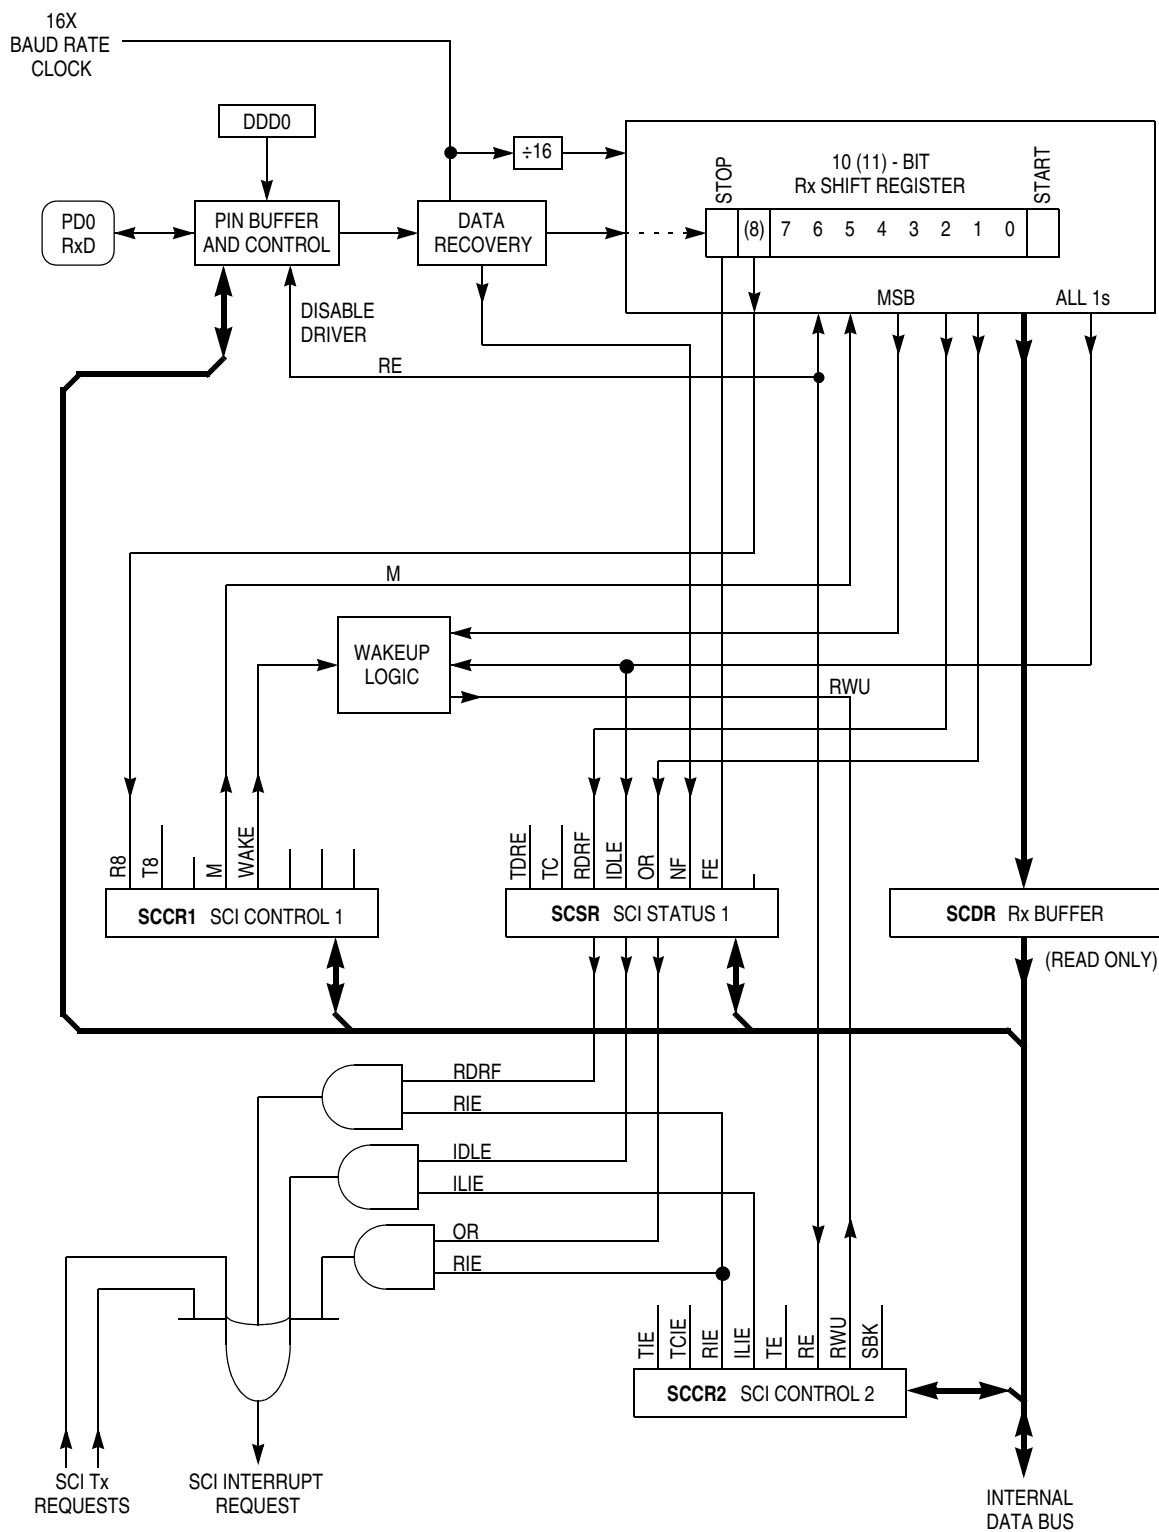 16X
BAUD RATE
CLOCK
DDD0
÷16
10 (11) - BIT
Rx SHIFT REGISTER
STOP
START
PD0
RxD
PIN BUFFER
AND CONTROL
DATA
RECOVERY
(8) 7 6 5 4 3 2 1 0
MSB
ALL 1s
DISABLE
DRIVER
RE
M
WAKEUP
LOGIC
RWU
R8
T8
M
WAKE
TDRE
TC
RDRF
IDLE
OR
NF
FE
SCCR1 SCI CONTROL 1
SCSR SCI STATUS 1
SCDR Rx BUFFER
(READ ONLY)
RDRF
RIE
IDLE
ILIE
OR
RIE
TIE
TCIE
RIE
ILIE
TE
RE
RWU
SBK
SCCR2 SCI CONTROL 2
SCI Tx
REQUESTS
SCI INTERRUPT
REQUEST
INTERNAL
DATA BUS